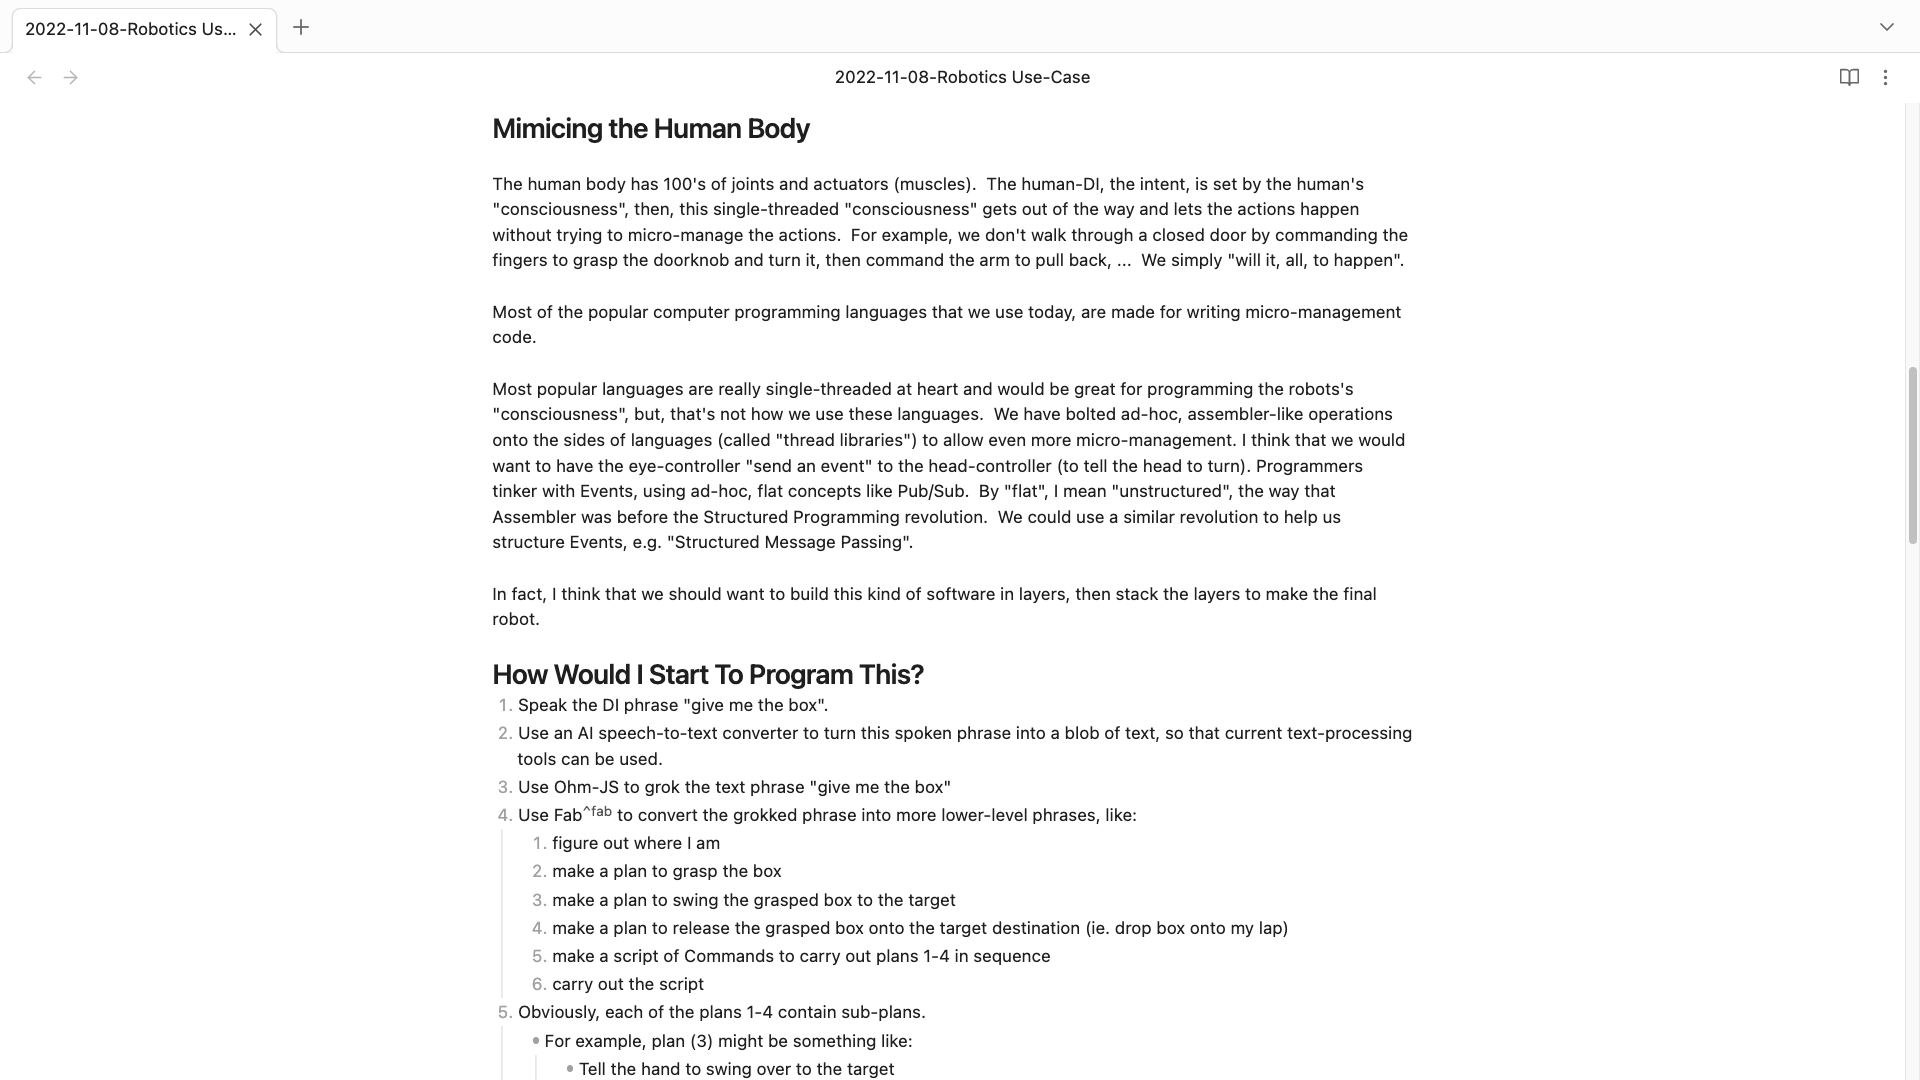 2022-11-08-Robotics Us...
2022-11-08-Robotics Use-Case
Mimicing the Human Body
The human body has 100's of joints and actuators (muscles).  The human-DI, the intent, is set by the human's
"consciousness", then, this single-threaded "consciousness" gets out of the way and lets the actions happen
without trying to micro-manage the actions.  For example, we don't walk through a closed door by commanding the
fingers to grasp the doorknob and turn it, then command the arm to pull back, ...  We simply "will it, all, to happen".
Most of the popular computer programming languages that we use today, are made for writing micro-management
code.
Most popular languages are really single-threaded at heart and would be great for programming the robots's
"consciousness", but, that's not how we use these languages.  We have bolted ad-hoc, assembler-like operations
onto the sides of languages (called "thread libraries") to allow even more micro-management. I think that we would
want to have the eye-controller "send an event" to the head-controller (to tell the head to turn). Programmers
tinker with Events, using ad-hoc, flat concepts like Pub/Sub.  By "flat", I mean "unstructured", the way that
Assembler was before the Structured Programming revolution.  We could use a similar revolution to help us
structure Events, e.g. "Structured Message Passing".
In fact, I think that we should want to build this kind of software in layers, then stack the layers to make the final
robot.
How Would I Start To Program This?
1. Speak the DI phrase "give me the box".
2. Use an AI speech-to-text converter to turn this spoken phrase into a blob of text, so that current text-processing
tools can be used.
3. Use Ohm-JS to grok the text phrase "give me the box"
4. Use Fab^fab to convert the grokked phrase into more lower-level phrases, like:
1. figure out where I am
2. make a plan to grasp the box
3. make a plan to swing the grasped box to the target
4. make a plan to release the grasped box onto the target destination (ie. drop box onto my lap)
5. make a script of Commands to carry out plans 1-4 in sequence
6. carry out the script
5. Obviously, each of the plans 1-4 contain sub-plans.
• For example, plan (3) might be something like:
• Tell the hand to swing over to the target